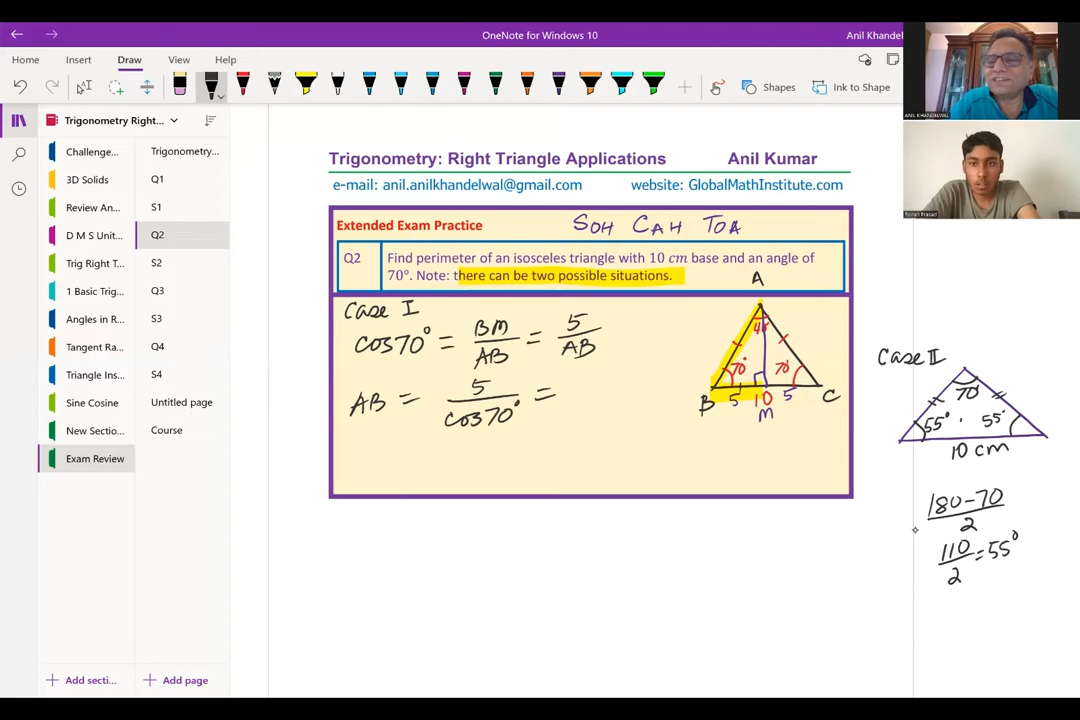 OneNote for Windows 10
Anil Khandel
Home Insert Draw View Help
Shapes Ink to Shape
Trigonometry Right...
Challenge...
3D Solids
Review An...
D M S Unit...
Trig Right T...
1 Basic Trig...
Angles in R...
Tangent Ra...
Triangle Ins...
Sine Cosine
New Sectio...
Exam Review
Trigonometry...
Q1
S1
Q2
S2
Q3
S3
Q4
S4
Untitled page
Course
Add secti...
Add page
ANIL KHANDELWAL
Rohan Prasad
Trigonometry: Right Triangle Applications Anil Kumar
e-mail: anil.anilkhandelwal@gmail.com website: GlobalMathInstitute.com
Extended Exam Practice SOH CAH TOA
Q2 Find perimeter of an isosceles triangle with 10 cm base and an angle of
70°. Note: there can be two possible situations.
Case I
cos70° = BM/AB = 5/AB
AB = 5/cos70° =
A
40
70° 70°
B 5 10 5 C
M
Case II
70°
55° 55°
10 cm
180-70
2
110/2 = 55°